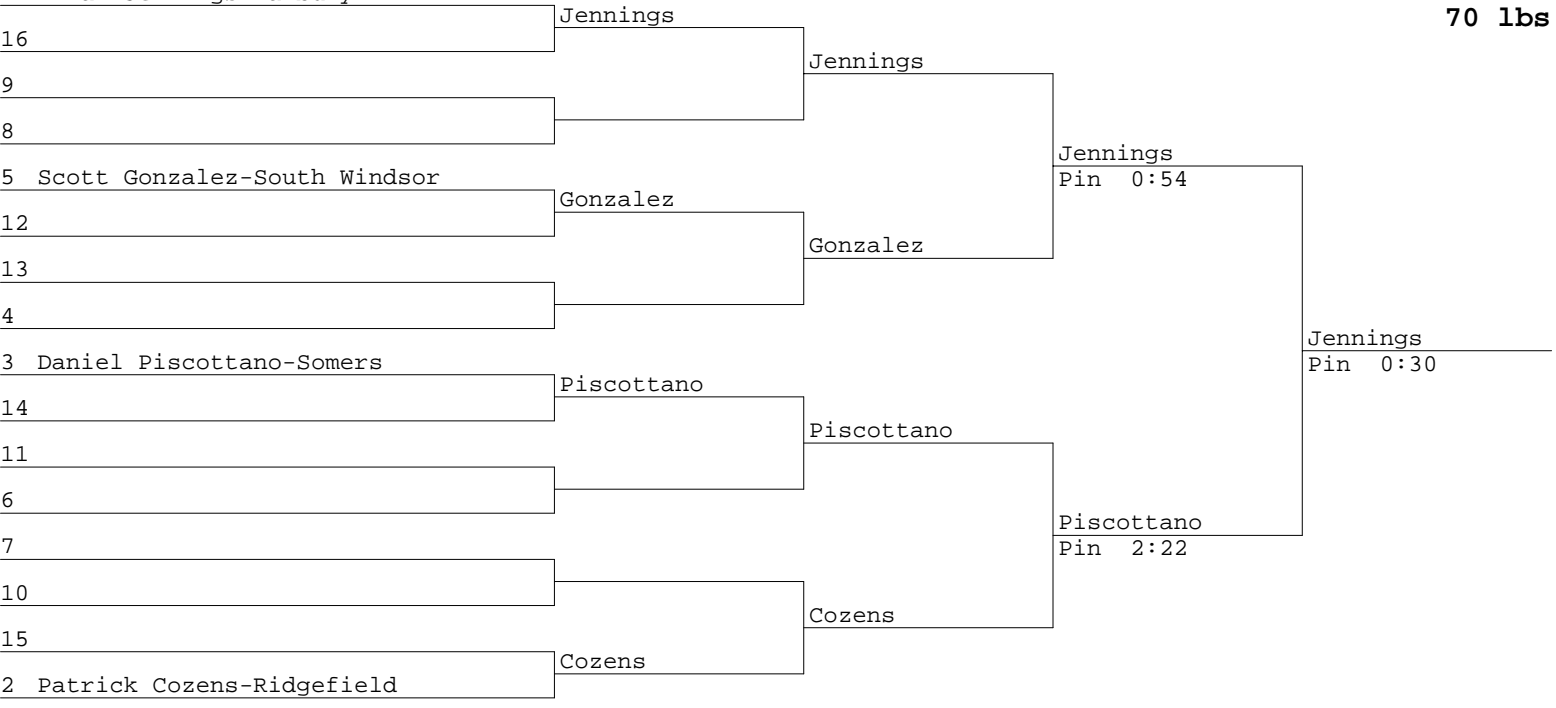 Jennings
70 lbs
16
Jennings
9
8
Jennings
Pin 0:54
5 Scott Gonzalez-South Windsor
Gonzalez
12
Gonzalez
13
4
Jennings
Pin 0:30
3 Daniel Piscottano-Somers
Piscottano
14
Piscottano
11
6
Piscottano
Pin 2:22
7
10
Cozens
15
Cozens
2 Patrick Cozens-Ridgefield